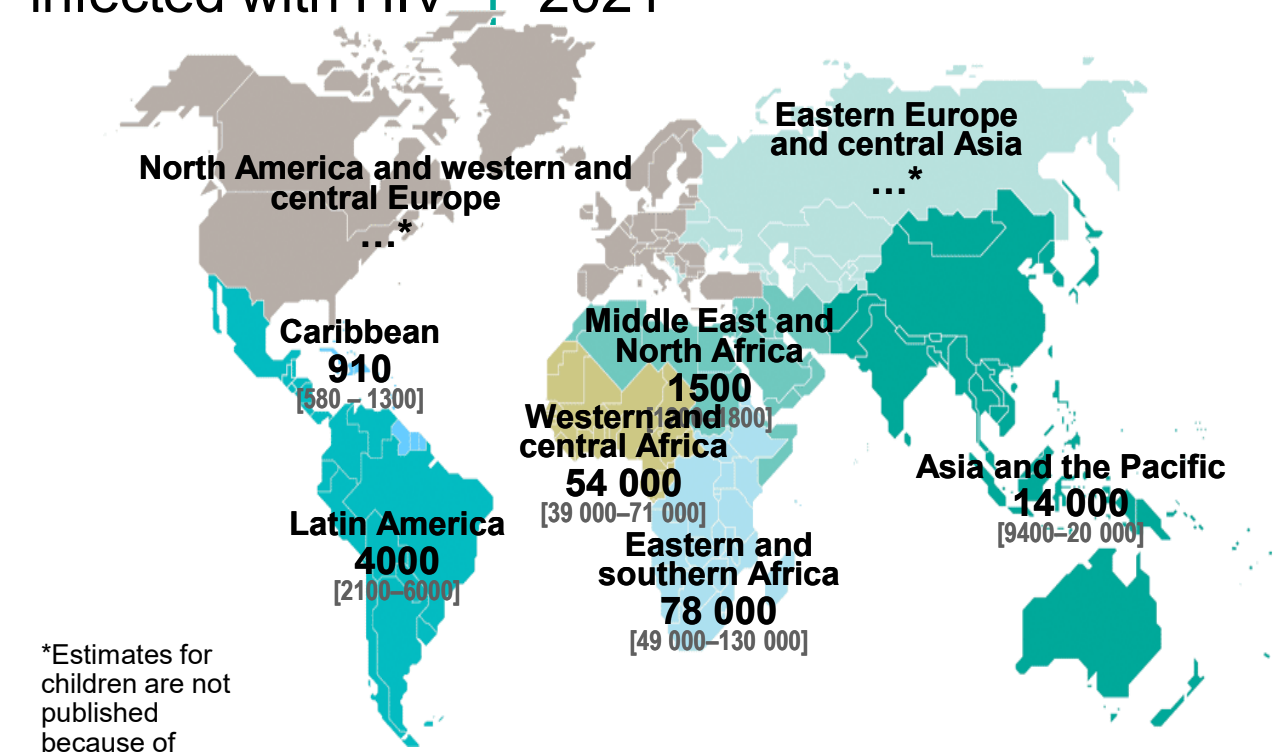 infected with HIV 2021
Eastern Europe
and central Asia
…*
North America and western and
central Europe
…*
Middle East and
North Africa
1500
Caribbean
910
[580 – 1300]
Western and
central Africa
54 000
[39 000–71 000]
Asia and the Pacific
14 000
[9400–20 000]
Latin America
4000
[2100–6000]
Eastern and
southern Africa
78 000
[49 000–130 000]
*Estimates for
children are not
published
because of